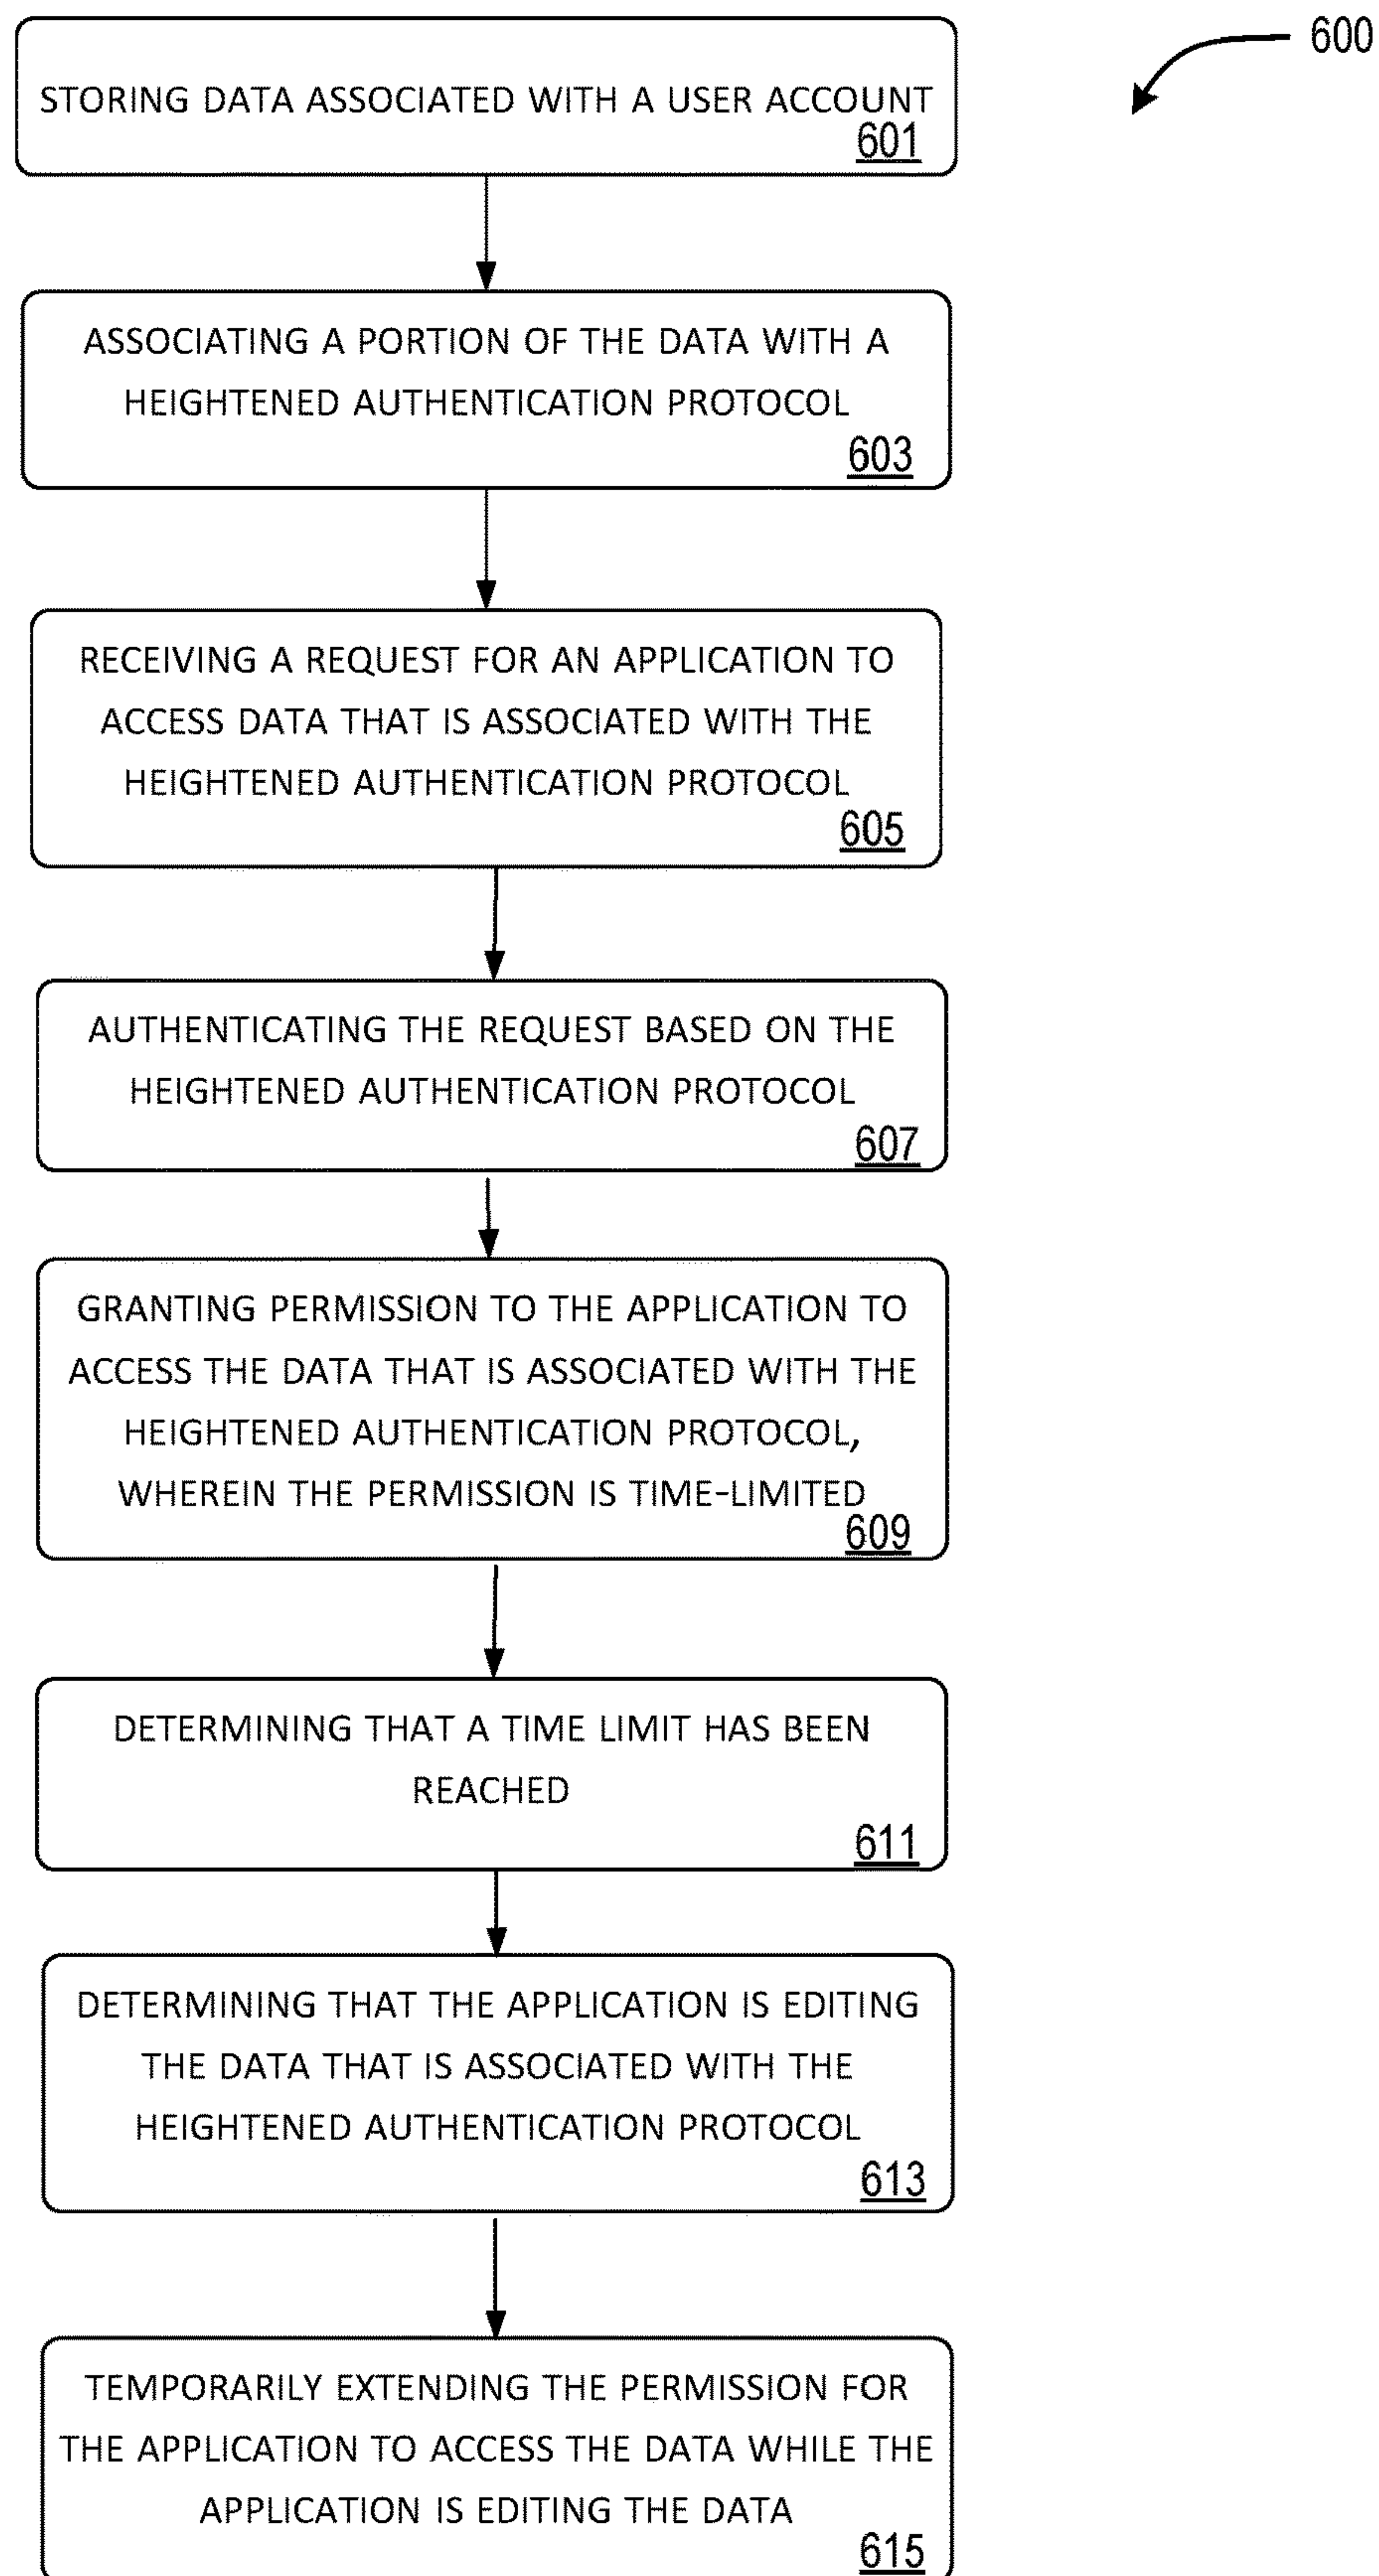 600
STORING DATA ASSOCIATED WITH A USER ACCOUNT
601
ASSOCIATING A PORTION OF THE DATA WITH A
HEIGHTENED AUTHENTICATION PROTOCOL
603
RECEIVING A REQUEST FOR AN APPLICATION TO
ACCESS DATA THAT IS ASSOCIATED WITH THE
HEIGHTENED AUTHENTICATION PROTOCOL
605
AUTHENTICATING THE REQUEST BASED ON THE
HEIGHTENED AUTHENTICATION PROTOCOL
607
GRANTING PERMISSION TO THE APPLICATION TO
ACCESS THE DATA THAT IS ASSOCIATED WITH THE
HEIGHTENED AUTHENTICATION PROTOCOL,
WHEREIN THE PERMISSION IS TIME-LIMITED
609
DETERMINING THAT A TIME LIMIT HAS BEEN
REACHED
611
DETERMINING THAT THE APPLICATION IS EDITING
THE DATA THAT IS ASSOCIATED WITH THE
HEIGHTENED AUTHENTICATION PROTOCOL
613
TEMPORARILY EXTENDING THE PERMISSION FOR
THE APPLICATION TO ACCESS THE DATA WHILE THE
APPLICATION IS EDITING THE DATA
615